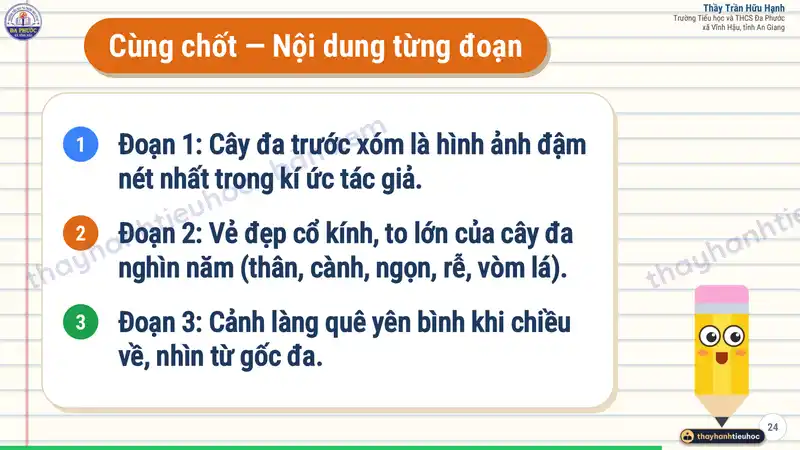 Thầy Trần Hữu Hạnh
Trường Tiểu học và THCS Đa Phước
xã Vĩnh Hậu, tỉnh An Giang
ĐA PHƯỚC
Cùng chốt — Nội dung từng đoạn
1
Đoạn 1: Cây đa trước xóm là hình ảnh đậm
nét nhất trong kí ức tác giả.
2
Đoạn 2: Vẻ đẹp cổ kính, to lớn của cây đa
nghìn năm (thân, cành, ngọn, rễ, vòm lá).
3
Đoạn 3: Cảnh làng quê yên bình khi chiều
về, nhìn từ gốc đa.
thayhanhtieuhoc
24